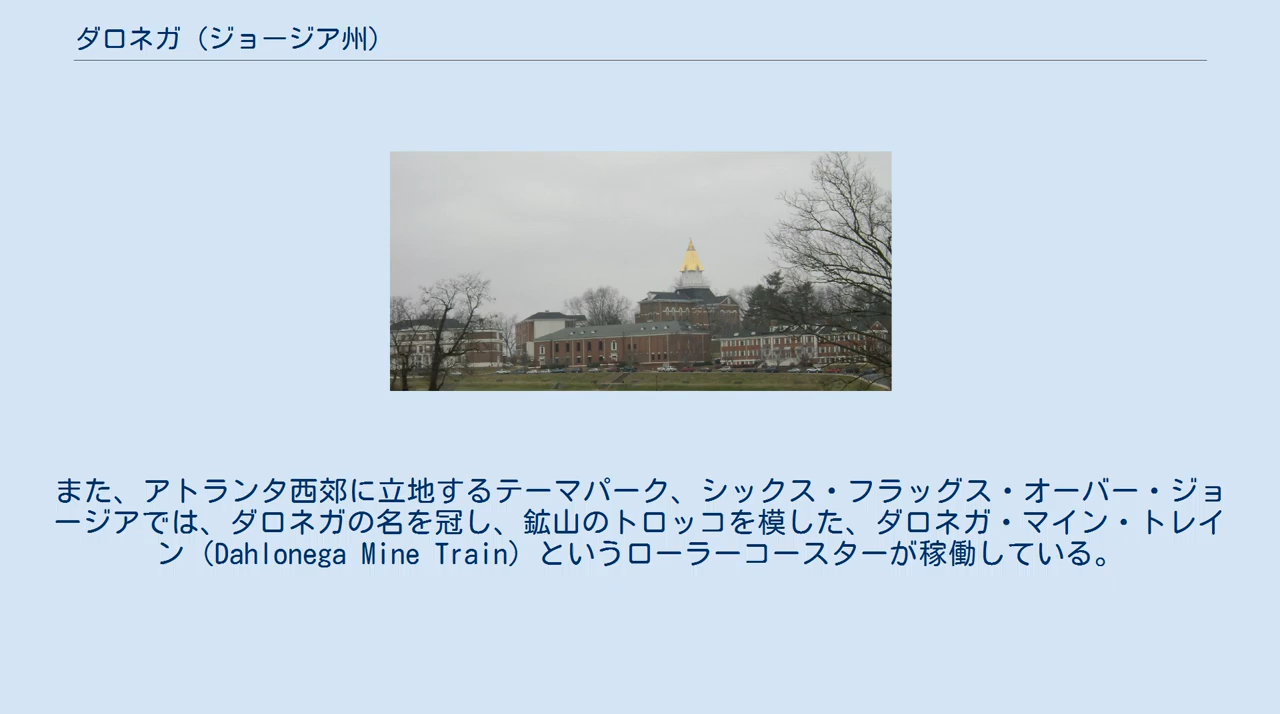 ダロネガ（ジョージア州）
また、アトランタ西郊に立地するテーマパーク、シックス・フラッグス・オーバー・ジョ
ージアでは、ダロネガの名を冠し、鉱山のトロッコを模した、ダロネガ・マイン・トレイ
ン（Dahlonega Mine Train）というローラーコースターが稼働している。